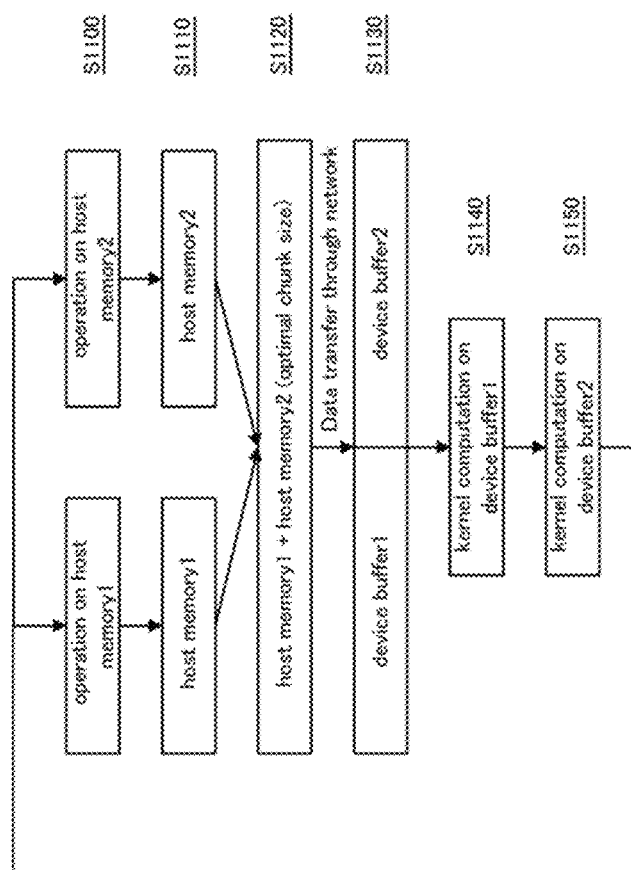 S1100
operation on host
memory1
operation on host
memory2
S1110
host memory1
host memory2
S1120
host memory1 + host memory2 (optimal chunk size)
Data transfer through network
S1130
device buffer1
device buffer2
S1140
kernel computation on
device buffer1
S1150
kernel computation on
device buffer2